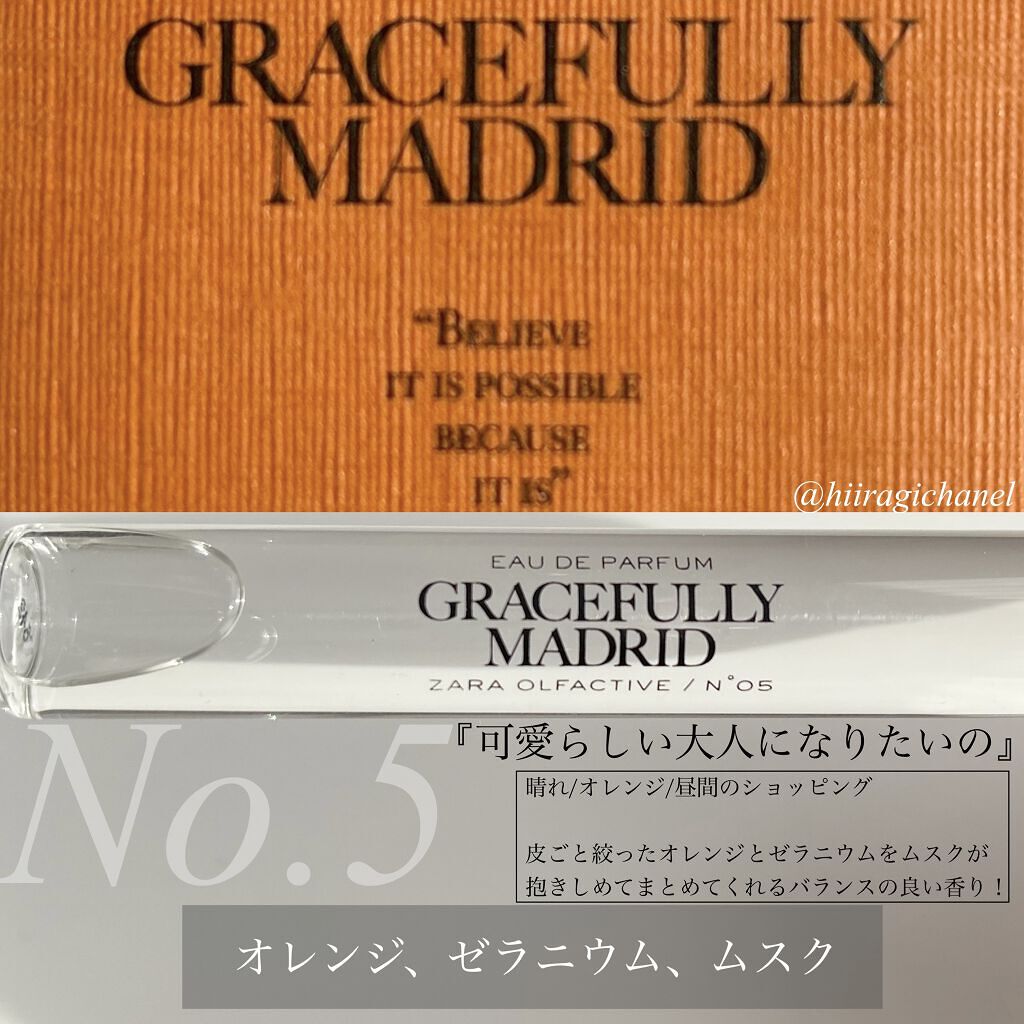 GRACEFULLY
MADRID
“BELIEVE
IT IS POSSIBLE
BECAUSE
IT IS”
@hiiragichanel
EAU DE PARFUM
GRACEFULLY
MADRID
ZARA OLFACTIVE / N°05
No.5
『可愛らしい大人になりたいの』
晴れ/オレンジ/昼間のショッピング
皮ごと絞ったオレンジとゼラニウムをムスクが
抱きしめてまとめてくれるバランスの良い香り！
オレンジ、ゼラニウム、ムスク